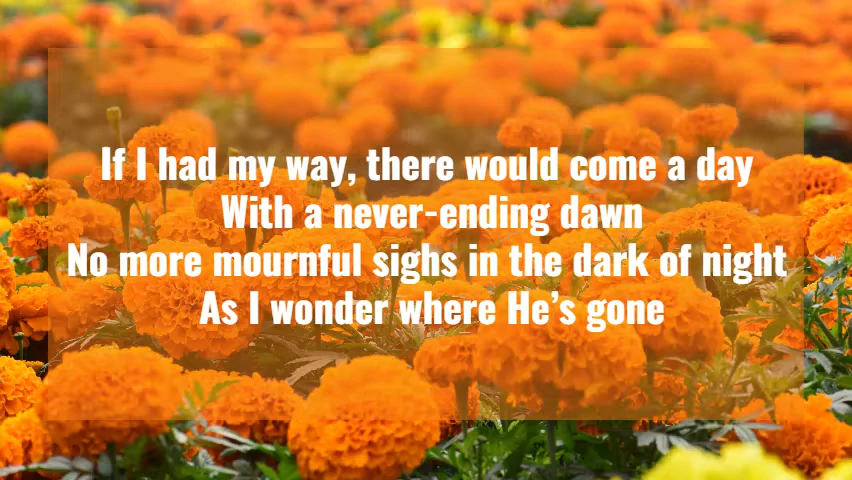 If I had my way, there would come a day
With a never-ending dawn
No more mournful sighs in the dark of night
As I wonder where He’s gone